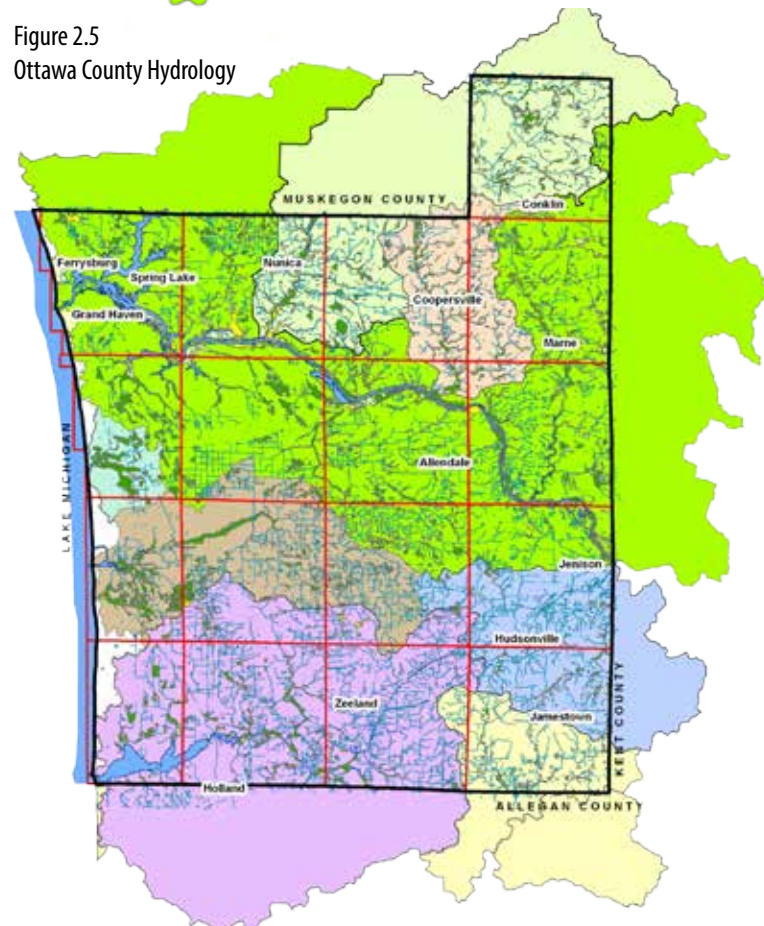 Figure 2.5
Ottawa County Hydrology
MUSKEGON COUNTY
Conklin
Ferrysburg
Nunica
Spring Lake
Coopersville
Grand Haven
Marne
LAKE MICHIGAN
Allendale
Jenison
Hudsonville
KENT COUNTY
Zeeland
Jamestown
Holland
ALLEGAN COUNTY